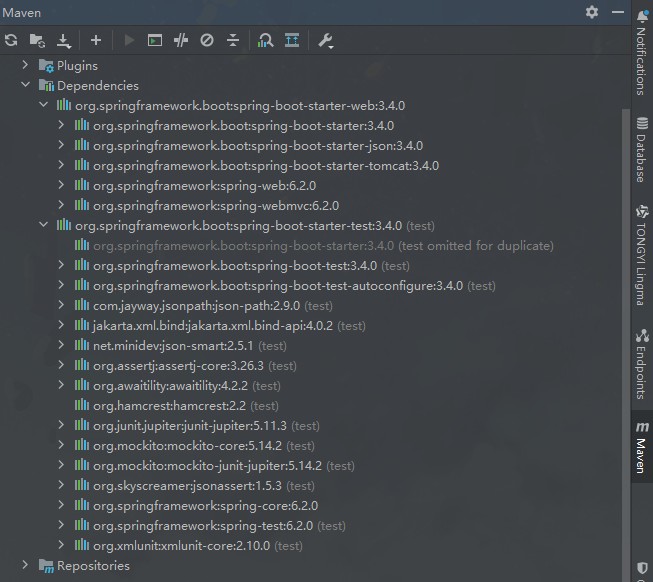 Maven
Plugins
Dependencies
org.springframework.boot:spring-boot-starter-web:3.4.0
org.springframework.boot:spring-boot-starter:3.4.0
org.springframework.boot:spring-boot-starter-json:3.4.0
org.springframework.boot:spring-boot-starter-tomcat:3.4.0
org.springframework:spring-web:6.2.0
org.springframework:spring-webmvc:6.2.0
org.springframework.boot:spring-boot-starter-test:3.4.0 (test)
org.springframework.boot:spring-boot-starter:3.4.0 (test omitted for duplicate)
org.springframework.boot:spring-boot-test:3.4.0 (test)
org.springframework.boot:spring-boot-test-autoconfigure:3.4.0 (test)
com.jayway.jsonpath:json-path:2.9.0 (test)
jakarta.xml.bind:jakarta.xml.bind-api:4.0.2 (test)
net.minidev:json-smart:2.5.1 (test)
org.assertj:assertj-core:3.26.3 (test)
org.awaitility:awaitility:4.2.2 (test)
org.hamcrest:hamcrest:2.2 (test)
org.junit.jupiter:junit-jupiter:5.11.3 (test)
org.mockito:mockito-core:5.14.2 (test)
org.mockito:mockito-junit-jupiter:5.14.2 (test)
org.skyscreamer:jsonassert:1.5.3 (test)
org.springframework:spring-core:6.2.0
org.springframework:spring-test:6.2.0 (test)
org.xmlunit:xmlunit-core:2.10.0 (test)
Repositories
Notifications
Database
TONGYI Lingma
Endpoints
m
Maven